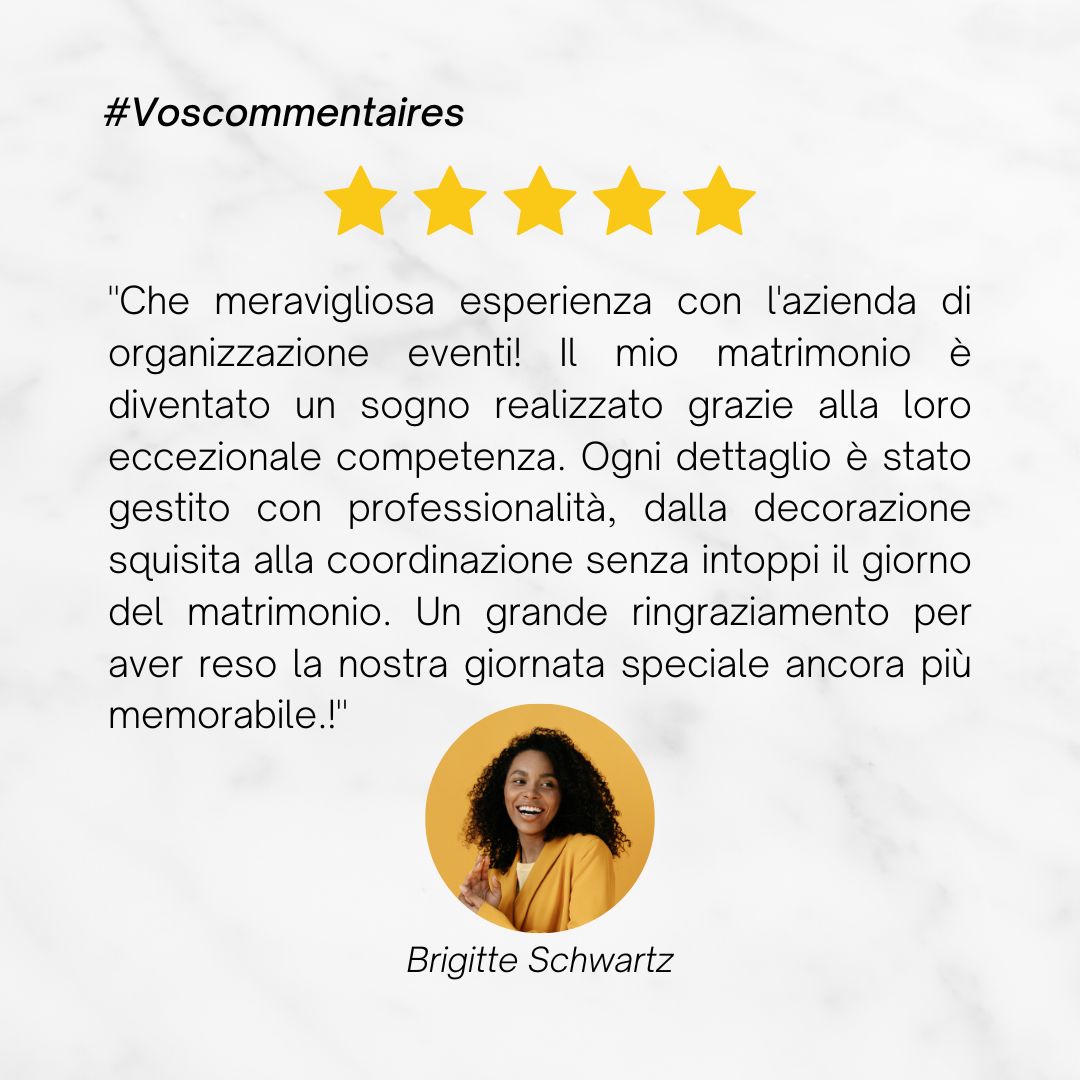 #Voscommentaires
"Che meravigliosa esperienza con l'azienda di
organizzazione eventi! Il mio matrimonio è
diventato un sogno realizzato grazie alla loro
eccezionale competenza. Ogni dettaglio è stato
gestito con professionalità, dalla decorazione
squisita alla coordinazione senza intoppi il giorno
del matrimonio. Un grande ringraziamento per
aver reso la nostra giornata speciale ancora più
memorabile.!"
Brigitte Schwartz